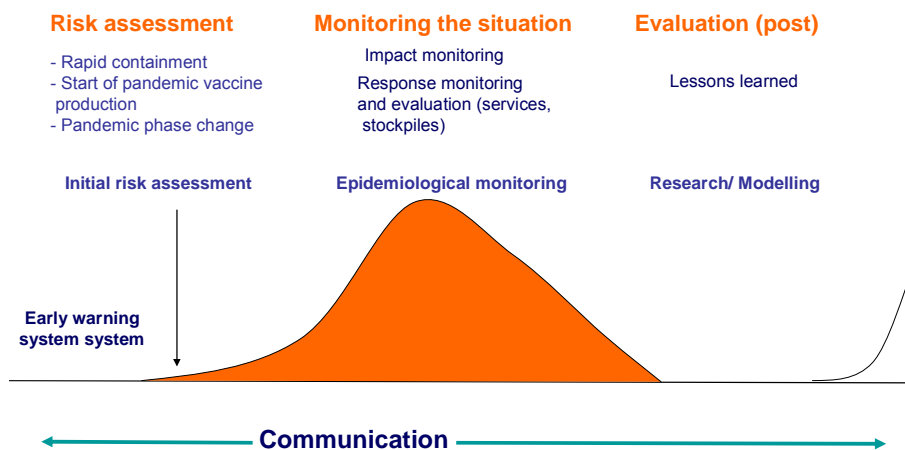 Risk assessment
- Rapid containment
- Start of pandemic vaccine
production
- Pandemic phase change
Monitoring the situation
Impact monitoring
Response monitoring
and evaluation (services,
stockpiles)
Evaluation (post)
Lessons learned
Initial risk assessment
Epidemiological monitoring
Research/ Modelling
Early warning
system system
Communication